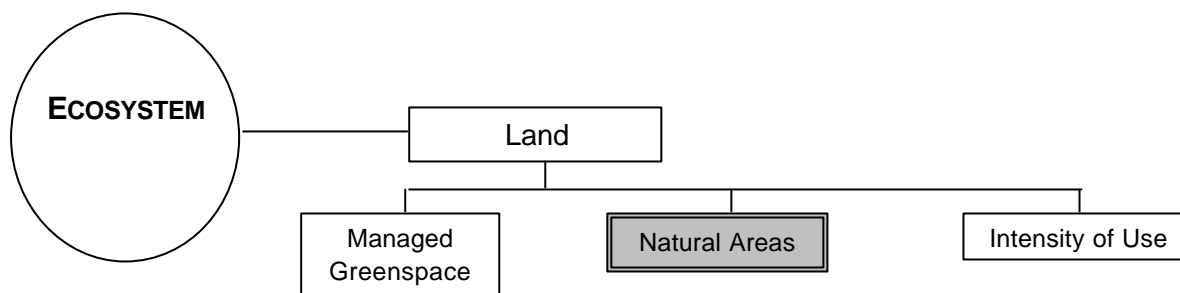 ECOSYSTEM
Land
Managed
Greenspace
Natural Areas
Intensity of Use